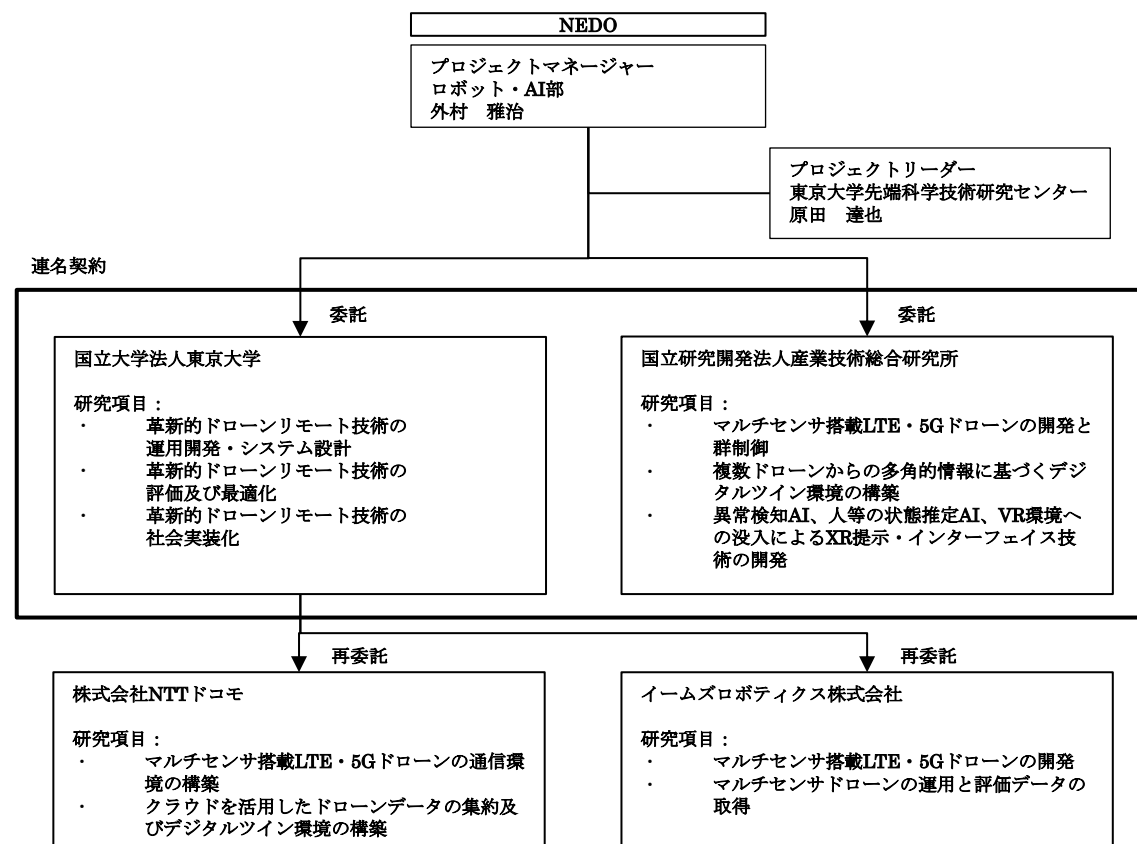 NEDO
プロジェクトマネージャー
ロボット・AI部
外村　雅治
プロジェクトリーダー
東京大学先端科学技術研究センター
原田　達也
連名契約
委託
国立大学法人東京大学
研究項目：
・　革新的ドローンリモート技術の
運用開発・システム設計
・　革新的ドローンリモート技術の
評価及び最適化
・　革新的ドローンリモート技術の
社会実装化
委託
国立研究開発法人産業技術総合研究所
研究項目：
・　マルチセンサ搭載LTE・5Gドローンの開発と
群制御
・　複数ドローンからの多角的情報に基づくデジ
タルツイン環境の構築
・　異常検知AI、人等の状態推定AI、VR環境へ
の没入によるXR提示・インターフェイス技
術の開発
再委託
株式会社NTTドコモ
研究項目：
・　マルチセンサ搭載LTE・5Gドローンの通信環
境の構築
・　クラウドを活用したドローンデータの集約及
びデジタルツイン環境の構築
再委託
イームズロボティクス株式会社
研究項目：
・　マルチセンサ搭載LTE・5Gドローンの開発
・　マルチセンサドローンの運用と評価データの
取得